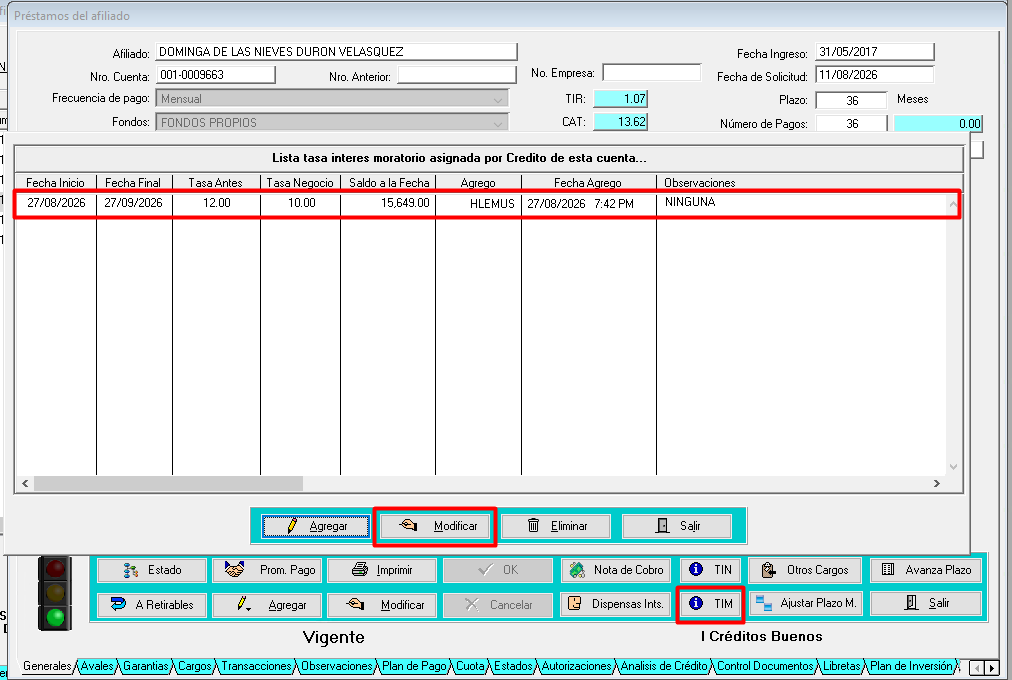 Préstamos del afiliado
Afiliado: DOMINGA DE LAS NIEVES DURON VELASQUEZ
Fecha Ingreso: 31/05/2017
Nro. Cuenta: 001-0009663 Nro. Anterior: No. Empresa: Fecha de Solicitud: 11/08/2026
Frecuencia de pago: Mensual TIR: 1.07 Plazo: 36 Meses
Fondos: FONDOS PROPIOS CAT: 13.62 Número de Pagos: 36 0.00
Lista tasa interes moratorio asignada por Credito de esta cuenta...
Fecha Inicio Fecha Final Tasa Antes Tasa Negocio Saldo a la Fecha Agrego Fecha Agrego Observaciones
27/08/2026 27/09/2026 12.00 10.00 15,649.00 HLEMUS 27/08/2026 7:42 PM NINGUNA
Agregar Modificar Eliminar Salir
Estado Prom. Pago Imprimir OK Nota de Cobro TIN Otros Cargos Avanza Plazo
A Retirables Agregar Modificar Cancelar Dispensas Ints. TIM Ajustar Plazo M. Salir
Vigente I Créditos Buenos
Generales Avales Garantias Cargos Transacciones Observaciones Plan de Pago Cuota Estados Autorizaciones Analisis de Crédito Control Documentos Libretas Plan de Inversión